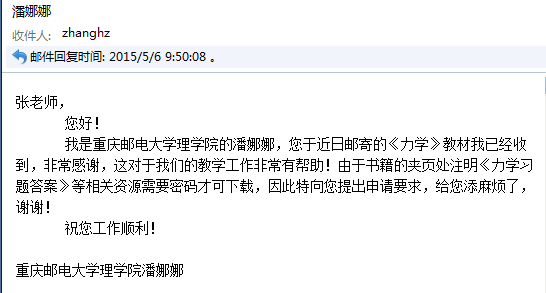 潘娜娜
收件人: zhanghz
邮件回复时间: 2015/5/6 9:50:08 。
张老师，
您好！
我是重庆邮电大学理学院的潘娜娜，您于近日邮寄的《力学》教材我已经收
到，非常感谢，这对于我们的教学工作非常有帮助！由于书籍的夹页处注明《力学习
题答案》等相关资源需要密码才可下载，因此特向您提出申请要求，给您添麻烦了，
谢谢！
祝您工作顺利！
重庆邮电大学理学院潘娜娜